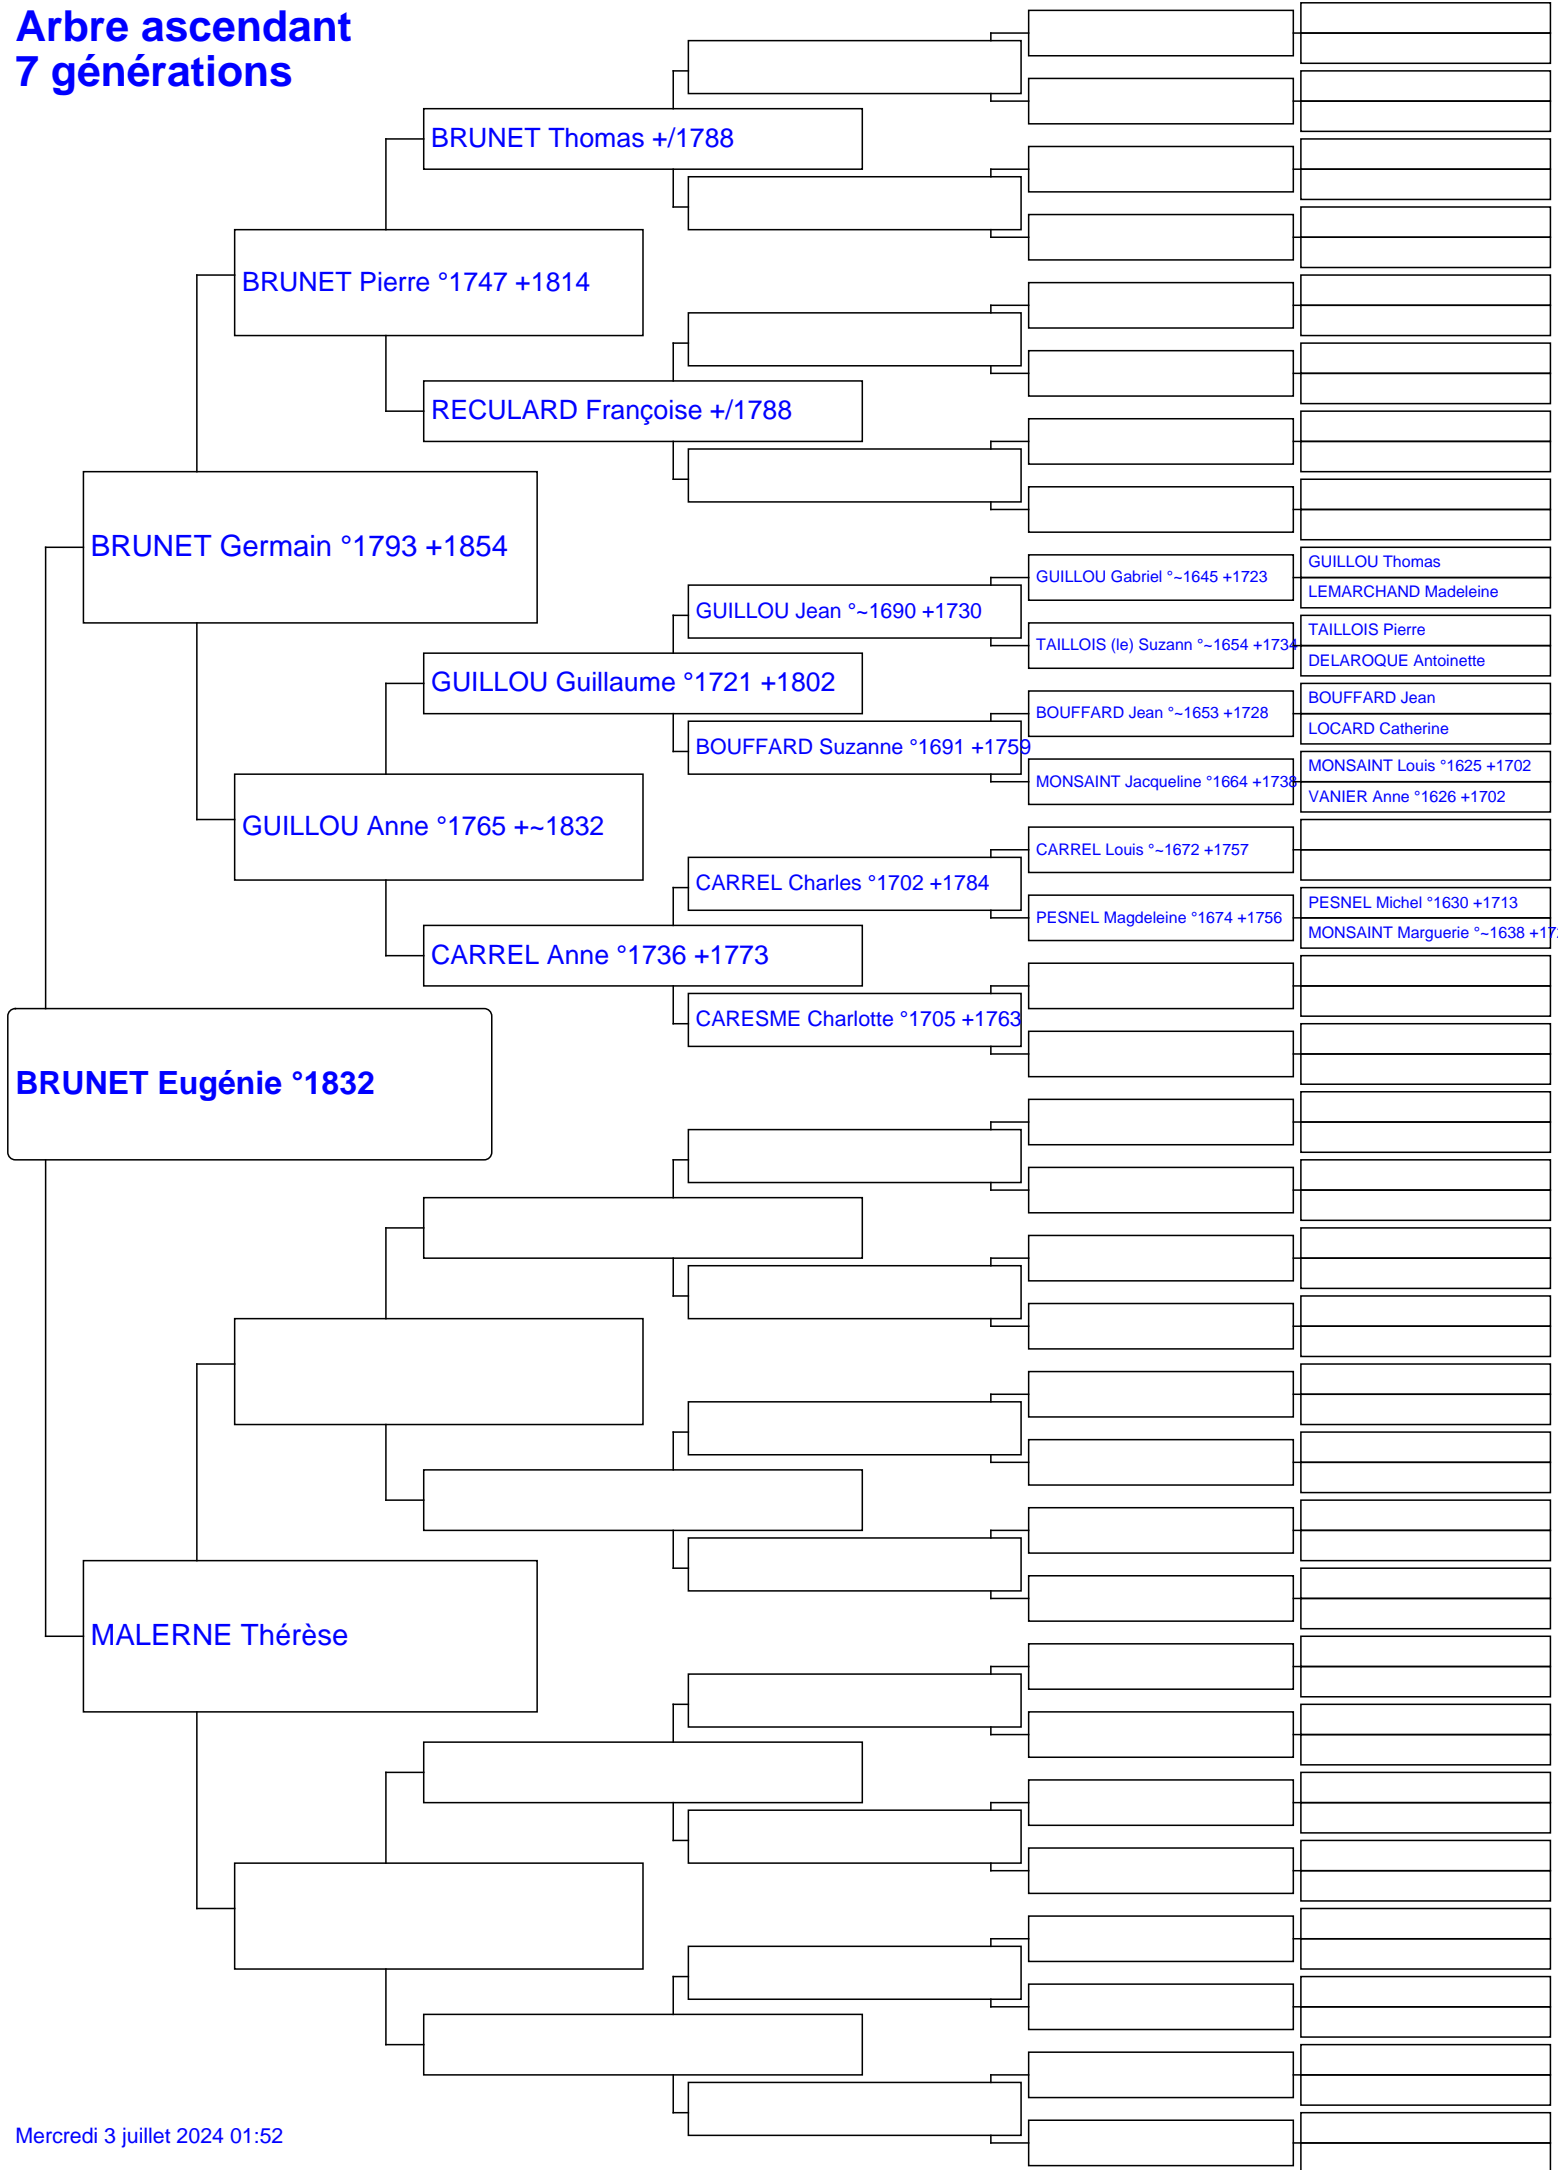 Arbre ascendant
7 générations
BRUNET Thomas +/1788
BRUNET Pierre °1747 +1814
RECULARD Françoise +/1788
BRUNET Germain °1793 +1854
GUILLOU Thomas
GUILLOU Gabriel °~1645 +1723
LEMARCHAND Madeleine
GUILLOU Jean °~1690 +1730
TAILLOIS Pierre
TAILLOIS (le) Suzann °~1654 +1734
DELAROQUE Antoinette
GUILLOU Guillaume °1721 +1802
BOUFFARD Jean
BOUFFARD Jean °~1653 +1728
LOCARD Catherine
BOUFFARD Suzanne °1691 +1759
MONSAINT Louis °1625 +1702
MONSAINT Jacqueline °1664 +1738
VANIER Anne °1626 +1702
GUILLOU Anne °1765 +~1832
CARREL Louis °~1672 +1757
CARREL Charles °1702 +1784
PESNEL Michel °1630 +1713
PESNEL Magdeleine °1674 +1756
MONSAINT Marguerie °~1638
CARREL Anne °1736 +1773
CARESME Charlotte °1705 +1763
BRUNET Eugénie °1832
MALERNE Thérèse
Mercredi 3 juillet 2024 01:52